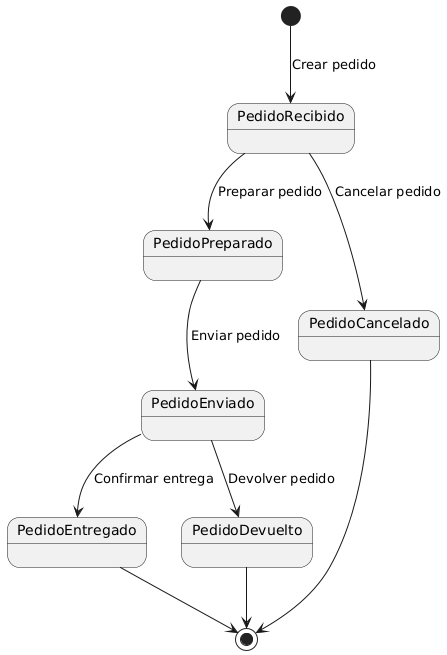 Crear pedido
PedidoRecibido
Preparar pedido
Cancelar pedido
PedidoPreparado
PedidoCancelado
Enviar pedido
PedidoEnviado
Confirmar entrega
Devolver pedido
PedidoEntregado
PedidoDevuelto